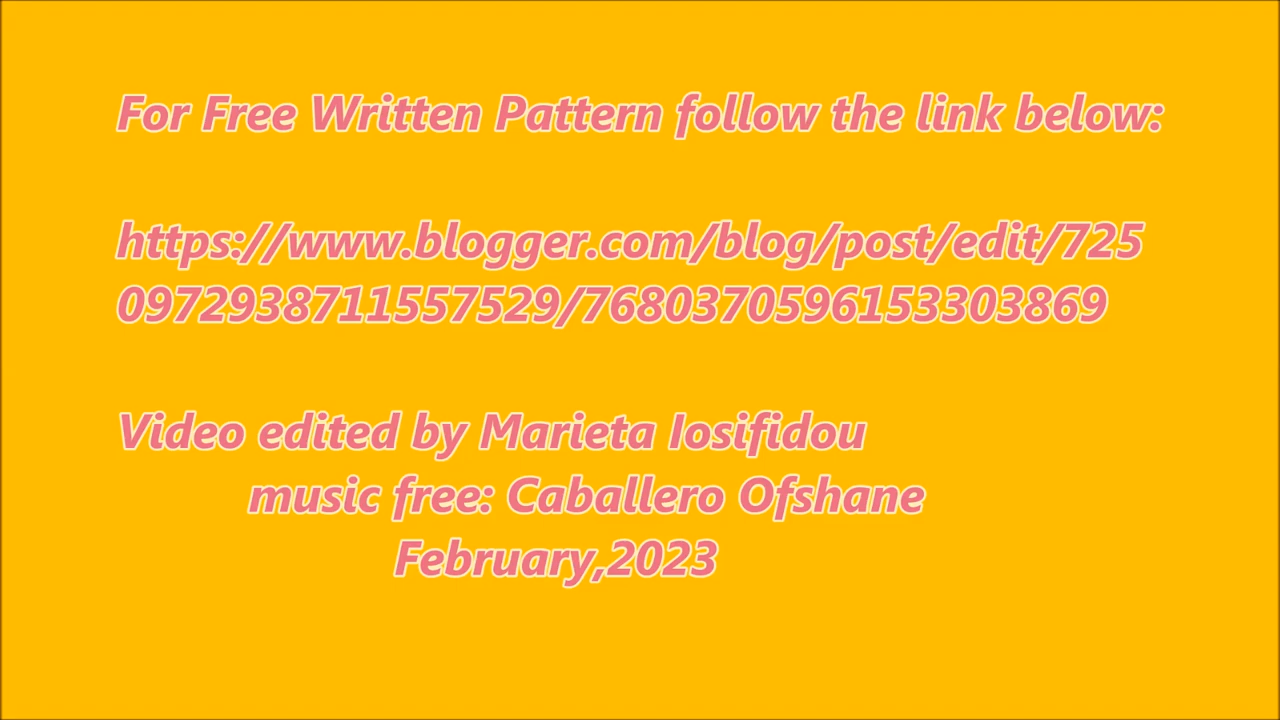 For Free Written Pattern follow the link below:
https://www.blogger.com/blog/post/edit/725
0972938711557529/7680370596153303869
Video edited by Marieta Iosifidou
music free: Caballero Ofshane
February,2023